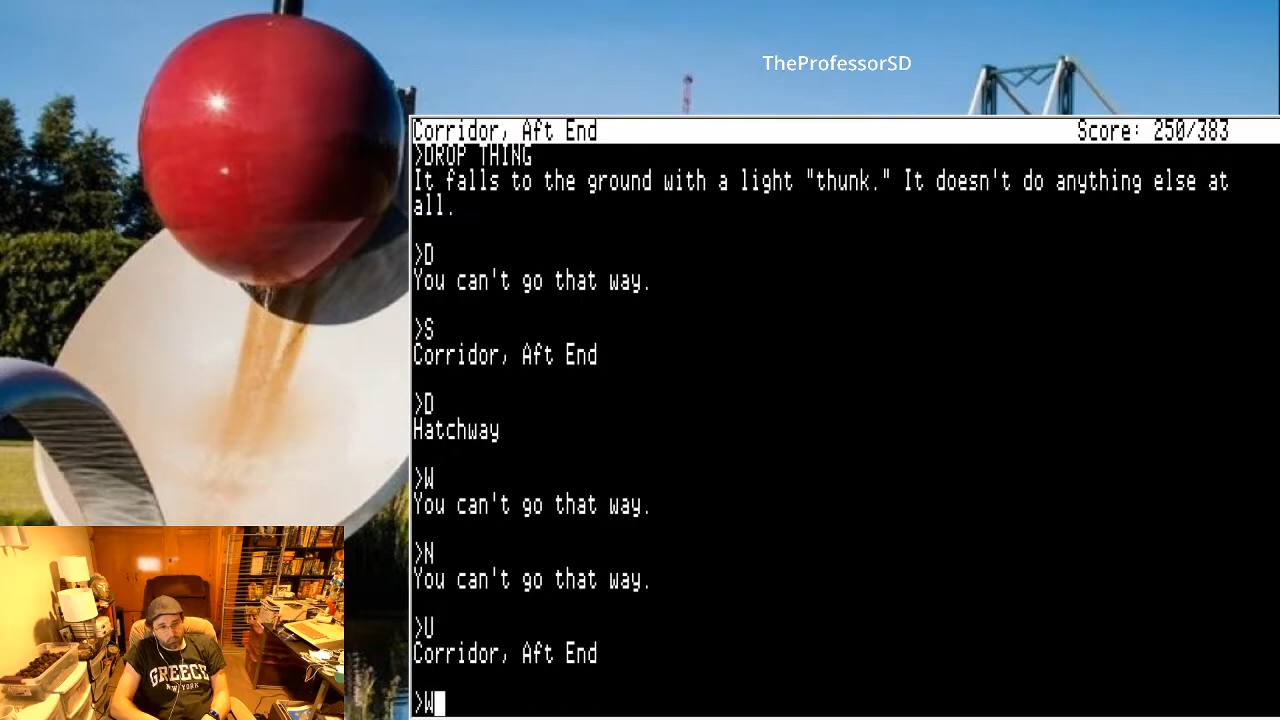 TheProfessorSD
Corridor, Aft End Score: 250/383
>DROP THING
It falls to the ground with a light "thunk." It doesn't do anything else at
all.
>D
You can't go that way.
>S
Corridor, Aft End
>D
Hatchway
>W
You can't go that way.
>N
You can't go that way.
>U
Corridor, Aft End
>W
GREECE
NEW YORK